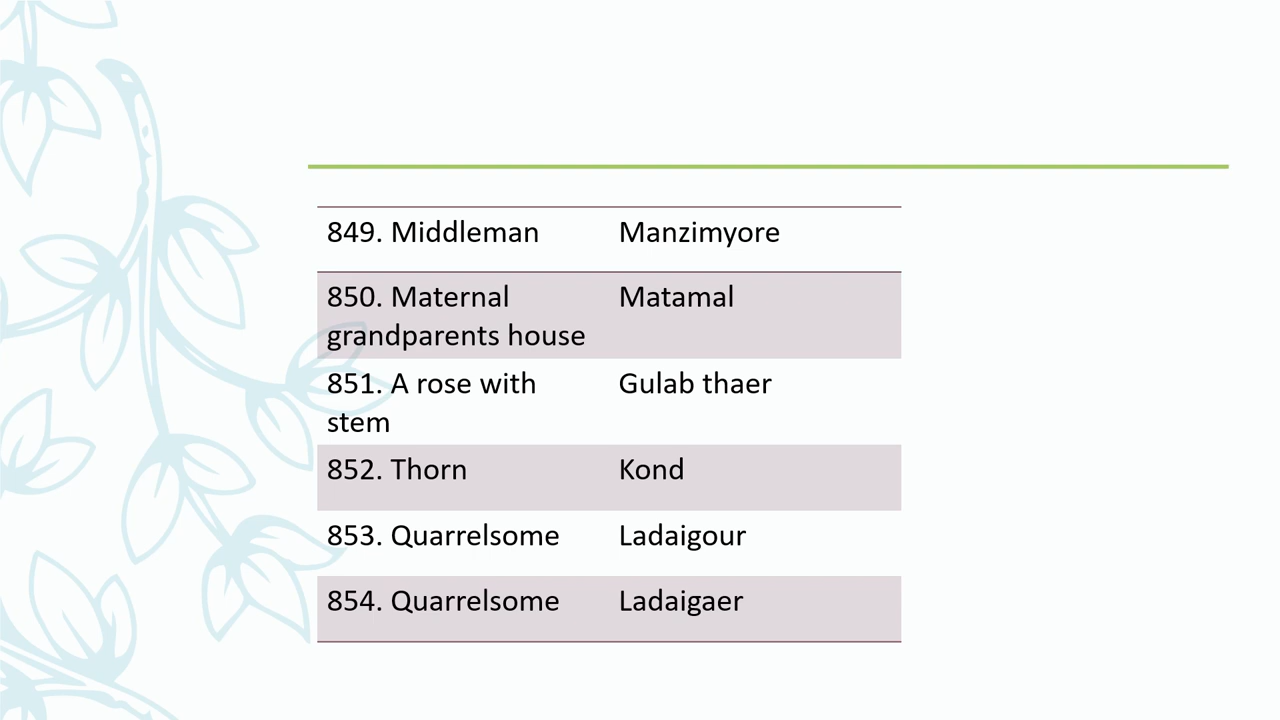 849. Middleman Manzimyore
850. Maternal Matamal
grandparents house
851. A rose with Gulab thaer
stem
852. Thorn Kond
853. Quarrelsome Ladaigour
854. Quarrelsome Ladaigaer